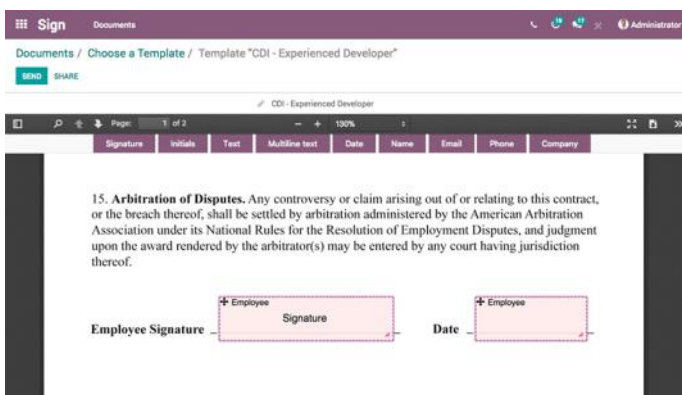 Sign Documents Administrator
Documents / Choose a Template / Template "CDI - Experienced Developer"
SEND SHARE
CDI - Experienced Developer
Page: 1 of 2 − + 130%
Signature Initials Text Multiline text Date Name Email Phone Company
15. Arbitration of Disputes. Any controversy or claim arising out of or relating to this contract,
or the breach thereof, shall be settled by arbitration administered by the American Arbitration
Association under its National Rules for the Resolution of Employment Disputes, and judgment
upon the award rendered by the arbitrator(s) may be entered by any court having jurisdiction
thereof.
Employee Employee
Signature
Employee Signature Date